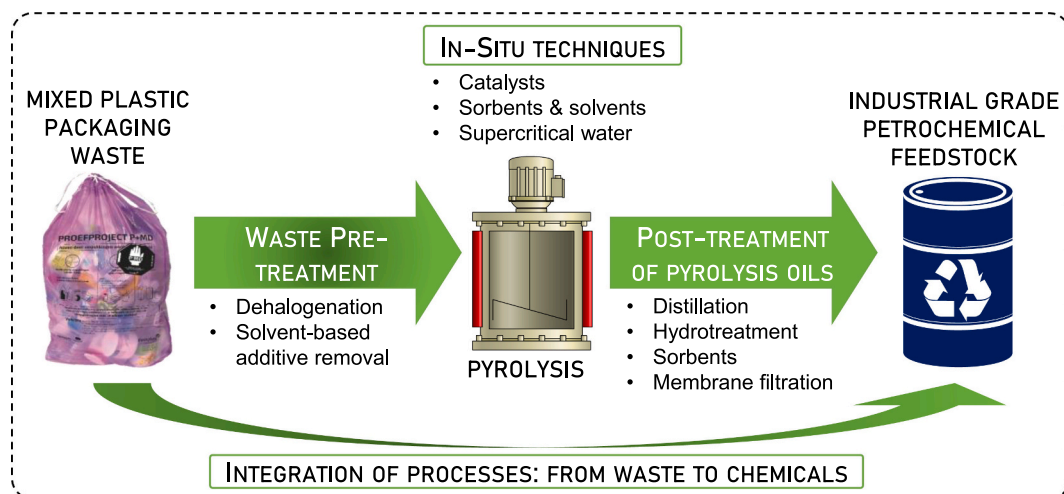 IN-SITU TECHNIQUES
• Catalysts
• Sorbents & solvents
• Supercritical water
MIXED PLASTIC
PACKAGING
WASTE
PROEFPROJECT P+MD
WASTE PRE-
TREATMENT
• Dehalogenation
• Solvent-based
additive removal
PYROLYSIS
POST-TREATMENT
OF PYROLYSIS OILS
• Distillation
• Hydrotreatment
• Sorbents
• Membrane filtration
INDUSTRIAL GRADE
PETROCHEMICAL
FEEDSTOCK
INTEGRATION OF PROCESSES: FROM WASTE TO CHEMICALS